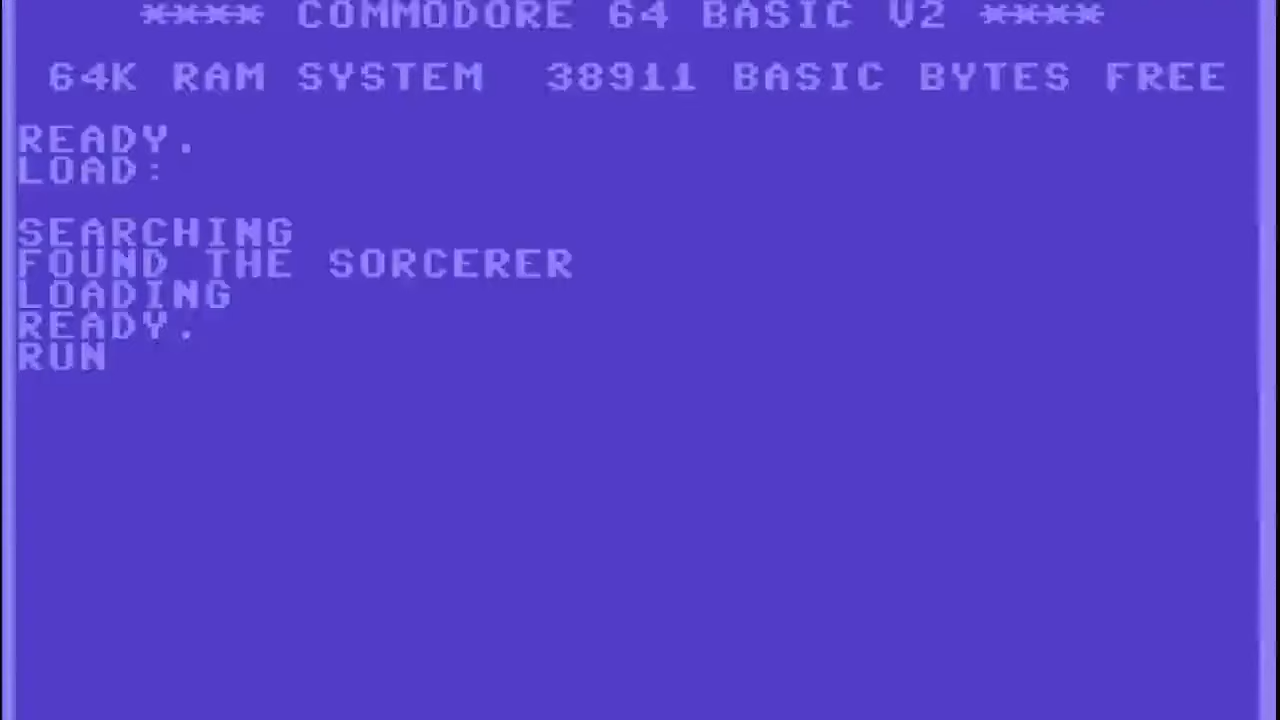 **** COMMODORE 64 BASIC V2 ****
64K RAM SYSTEM  38911 BASIC BYTES FREE
READY.
LOAD:
SEARCHING
FOUND THE SORCERER
LOADING
READY.
RUN